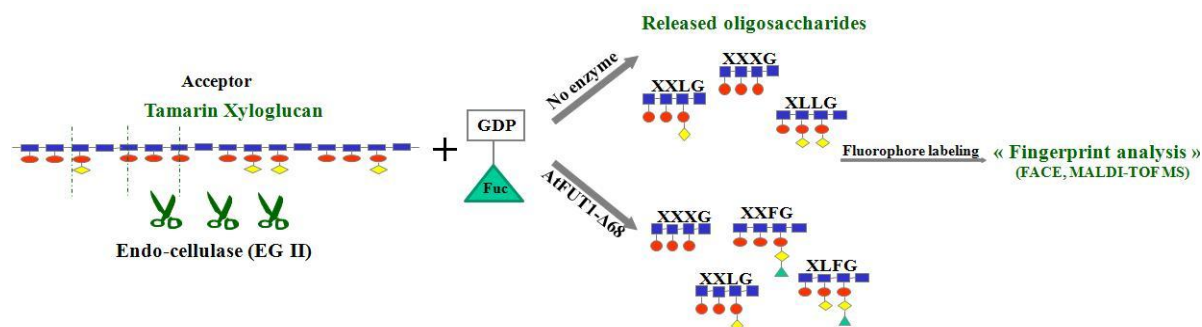 Acceptor
Tamarin Xyloglucan
Endo-cellulase (EG II)
+
GDP
Fuc
No enzyme
AtFUT1-Δ68
Released oligosaccharides
XXXG
XXLG
XLLG
XXXG
XXFG
XXLG
XLFG
Fluorophore labeling
« Fingerprint analysis »
(FACE, MALDI-TOF MS)